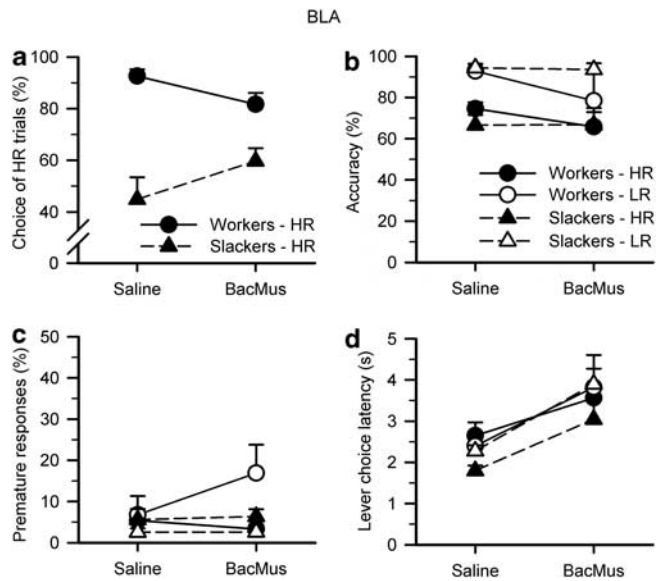 BLA
a
Choice of HR trials (%)
100
80
60
40
0
Workers - HR
Slackers - HR
Saline
BacMus
b
Accuracy (%)
100
80
60
40
20
0
Workers - HR
Workers - LR
Slackers - HR
Slackers - LR
Saline
BacMus
c
Premature responses (%)
50
40
30
20
10
0
Saline
BacMus
d
Lever choice latency (s)
5
4
3
2
1
0
Saline
BacMus